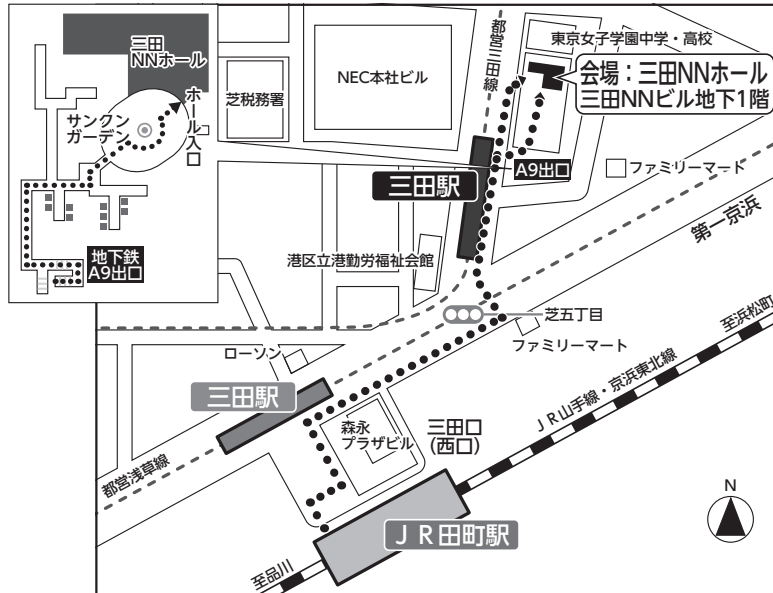 三田
NNホール
サンクン
ガーデン
ホール入口
地下鉄
A9出口
芝税務署
NEC本社ビル
都営三田線
東京女子学園中学・高校
会場：三田NNホール
三田NNビル地下1階
A9出口
ファミリーマート
三田駅
第一京浜
港区立港勤労福祉会館
芝五丁目
ファミリーマート
至浜松町
ローソン
三田駅
JR山手線・京浜東北線
森永
プラザビル
三田口
(西口)
都営浅草線
JR田町駅
至品川
N